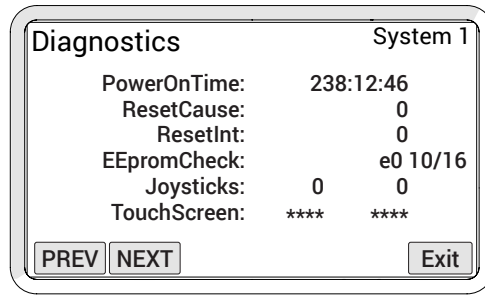 Diagnostics System 1
PowerOnTime: 238:12:46
ResetCause: 0
ResetInt: 0
EEpromCheck: e0 10/16
Joysticks: 0 0
TouchScreen: **** ****
PREV NEXT Exit